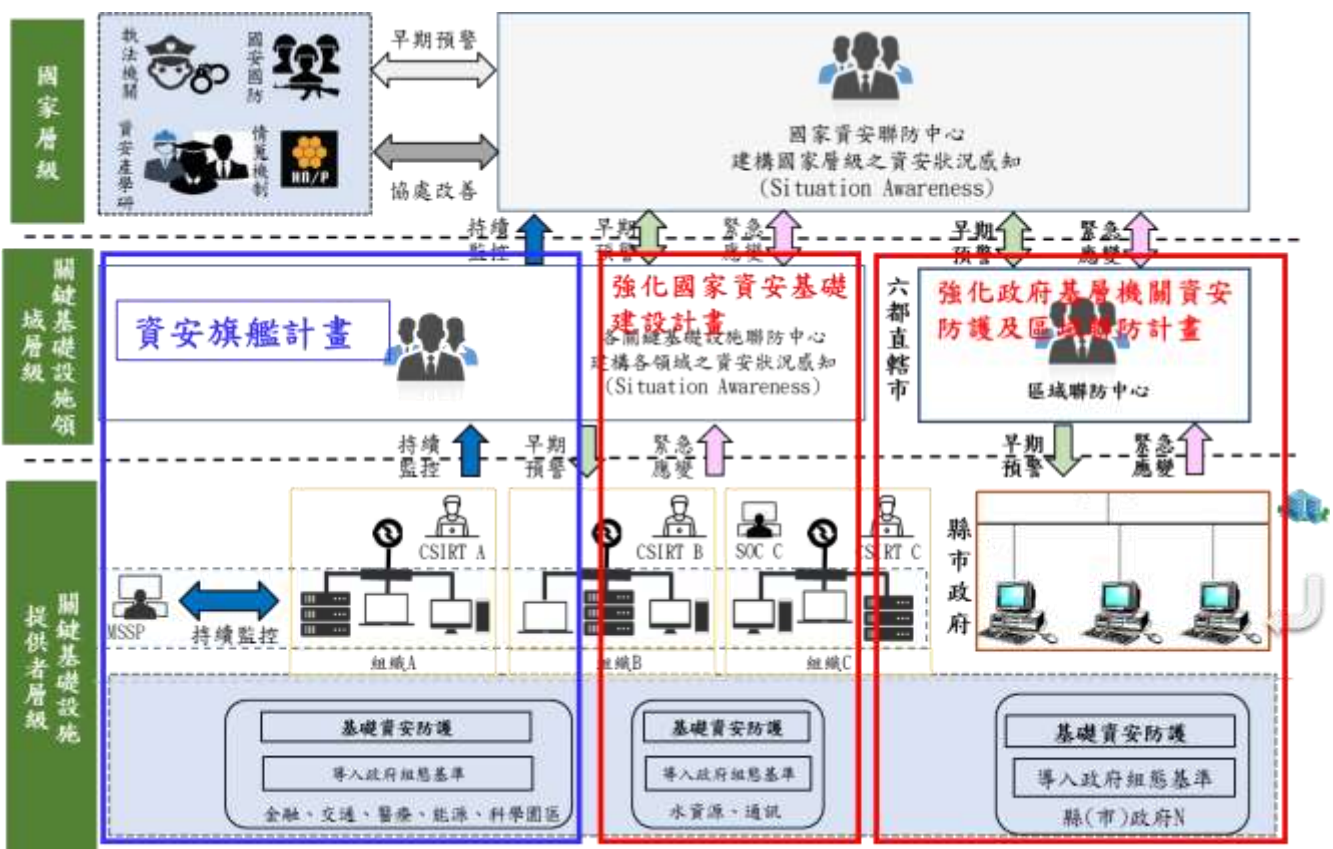 國家層級
執法機關
國安國防
資安產學研
情蒐機制
HD/P
早期預警
協處改善
國家資安聯防中心
建構國家層級之資安狀況感知
(Situation Awareness)
持續監控
早期預警
緊急應變
早期預警
緊急應變
關鍵基礎設施領域層級
資安旗艦計畫
強化國家資安基礎
建設計畫
各關鍵基礎設施聯防中心
建構各領域之資安狀況感知
(Situation Awareness)
六都直轄市
強化政府基層機關資安
防護及區域聯防計畫
區域聯防中心
持續監控
早期預警
緊急應變
早期預警
緊急應變
關鍵基礎設施提供者層級
MSSP
持續監控
CSIRT A
組織A
CSIRT B
組織B
SOC C
CSIRT C
組織C
縣市政府
基礎資安防護
導入政府組態基準
金融、交通、醫療、能源、科學園區
基礎資安防護
導入政府組態基準
水資源、通訊
基礎資安防護
導入政府組態基準
縣(市)政府N